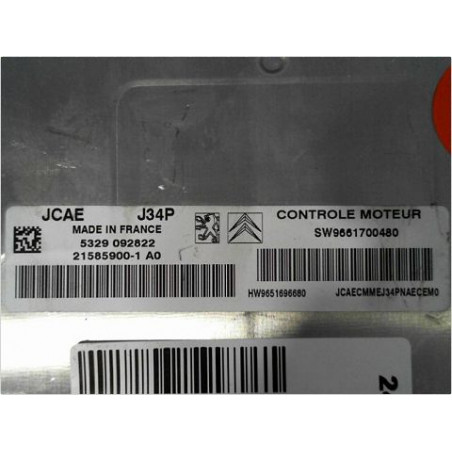 JCAE J34P
MADE IN FRANCE
5329 092822
21585900-1 A0
CONTROLE MOTEUR
SW9661700480
HW9651696680 JCAECMMEJ34PNAECEM0